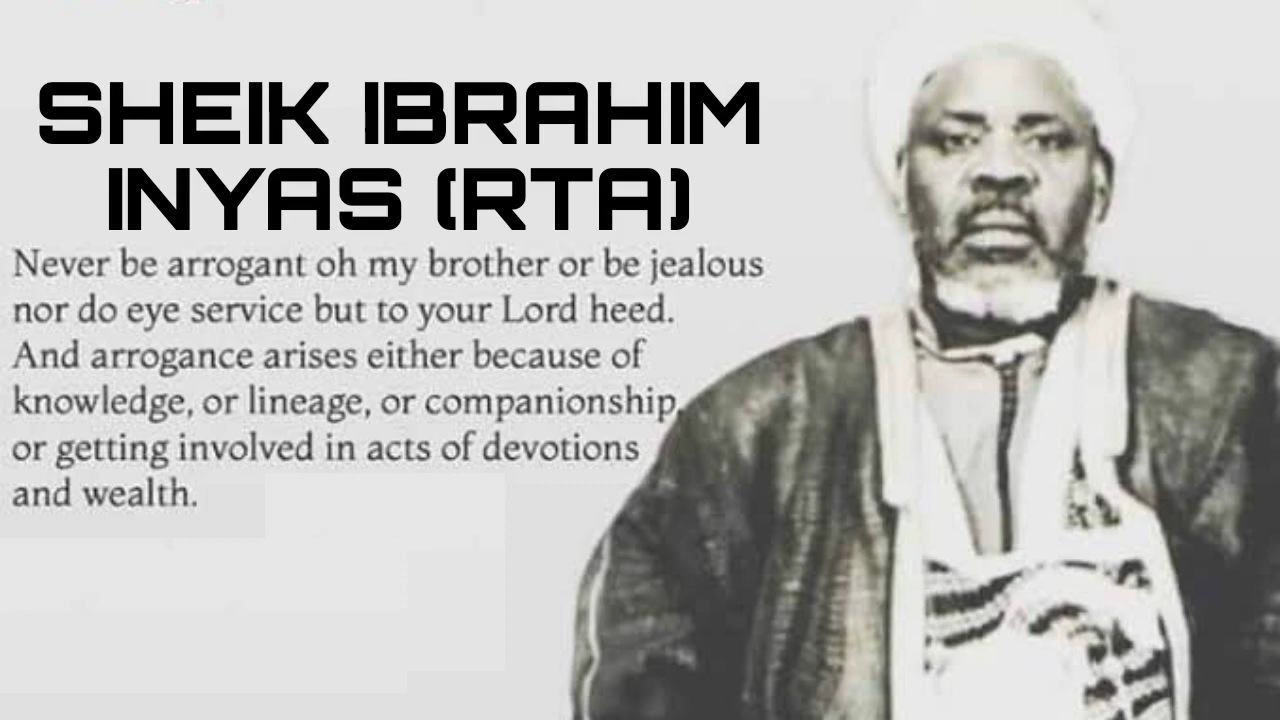 SHEIK IBRAHIM
INYAS (RTA)
Never be arrogant oh my brother or be jealous
nor do eye service but to your Lord heed.
And arrogance arises either because of
knowledge, or lineage, or companionship,
or getting involved in acts of devotions
and wealth.